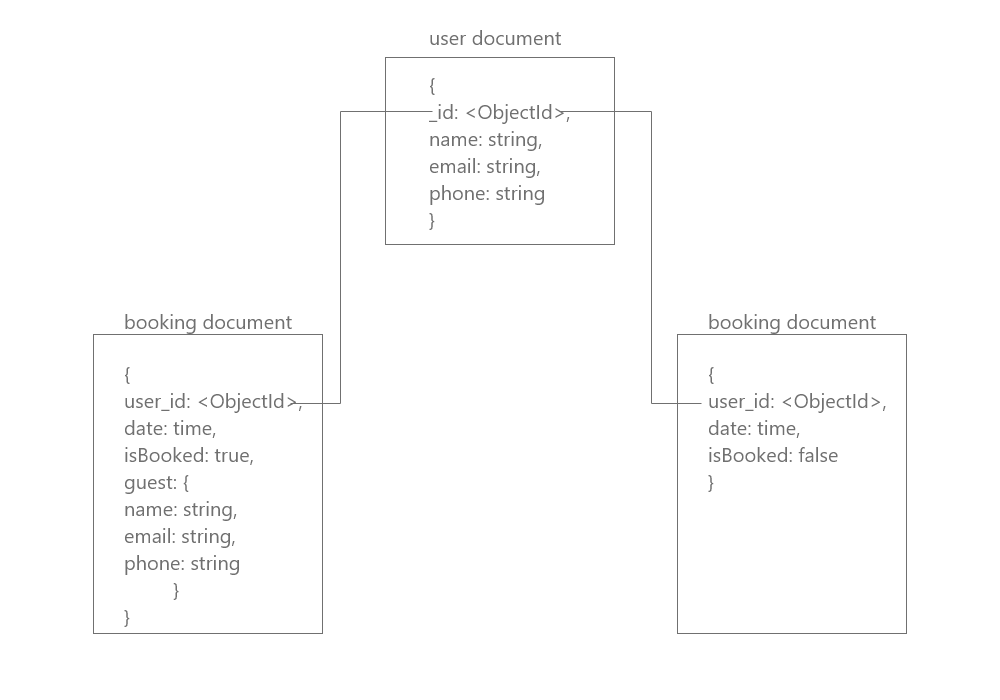 user document
{
_id: <ObjectId>,
name: string,
email: string,
phone: string
}
booking document
{
user_id: <ObjectId>,
date: time,
isBooked: true,
guest: {
name: string,
email: string,
phone: string
}
}
booking document
{
user_id: <ObjectId>,
date: time,
isBooked: false
}